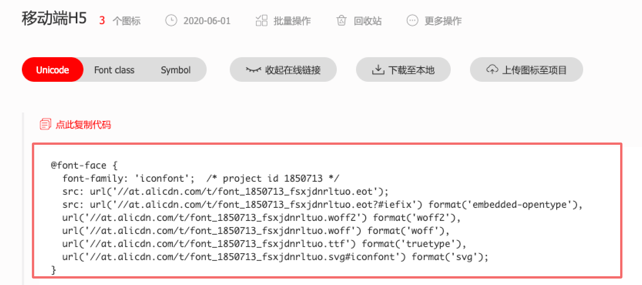 移动端H5 3 个图标 2020-06-01 批量操作 回收站 更多操作
Unicode Font class Symbol 收起在线链接 下载至本地 上传图标至项目
点此复制代码
@font-face {
  font-family: 'iconfont';  /* project id 1850713 */
  src: url('//at.alicdn.com/t/font_1850713_fsxjdnrltuo.eot');
  src: url('//at.alicdn.com/t/font_1850713_fsxjdnrltuo.eot?#iefix') format('embedded-opentype'),
  url('//at.alicdn.com/t/font_1850713_fsxjdnrltuo.woff2') format('woff2'),
  url('//at.alicdn.com/t/font_1850713_fsxjdnrltuo.woff') format('woff'),
  url('//at.alicdn.com/t/font_1850713_fsxjdnrltuo.ttf') format('truetype'),
  url('//at.alicdn.com/t/font_1850713_fsxjdnrltuo.svg#iconfont') format('svg');
}